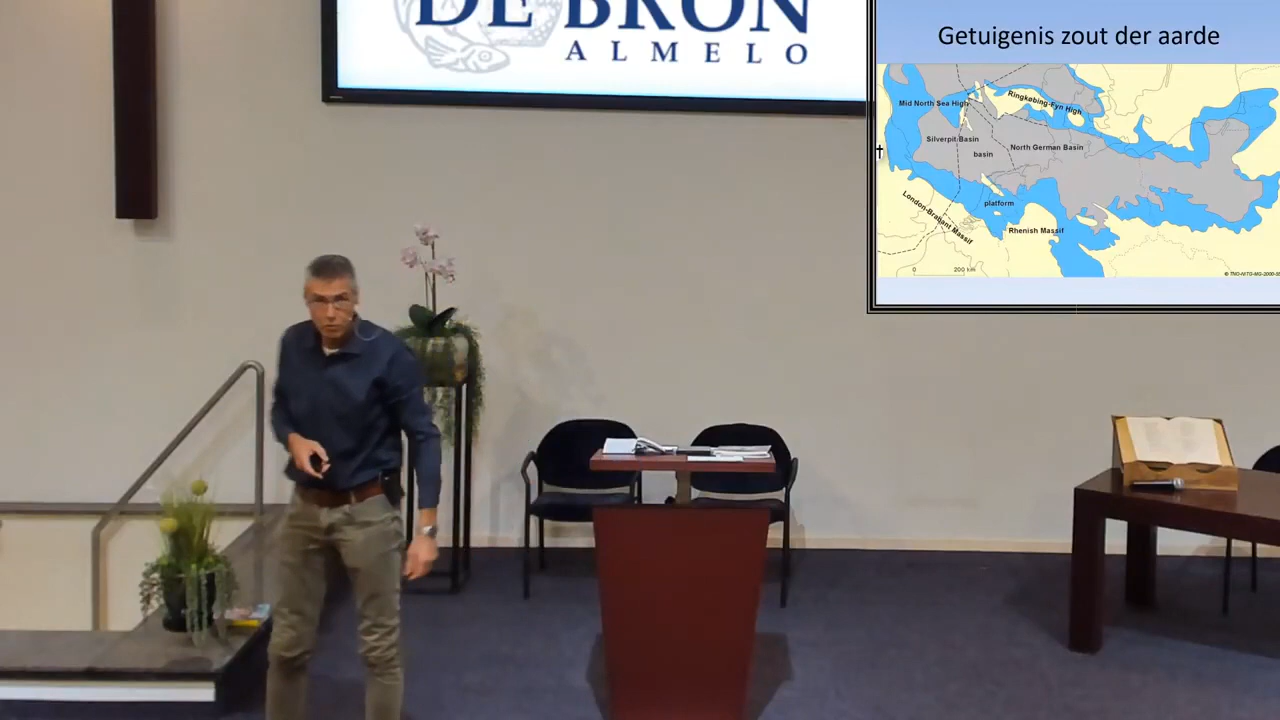 DE BRON
ALMELO
Getuigenis zout der aarde
Mid North Sea High
Ringkøbing-Fyn High
Silverpit Basin
basin
North German Basin
London-Brabant Massif
platform
Rhenish Massif
0 200 km